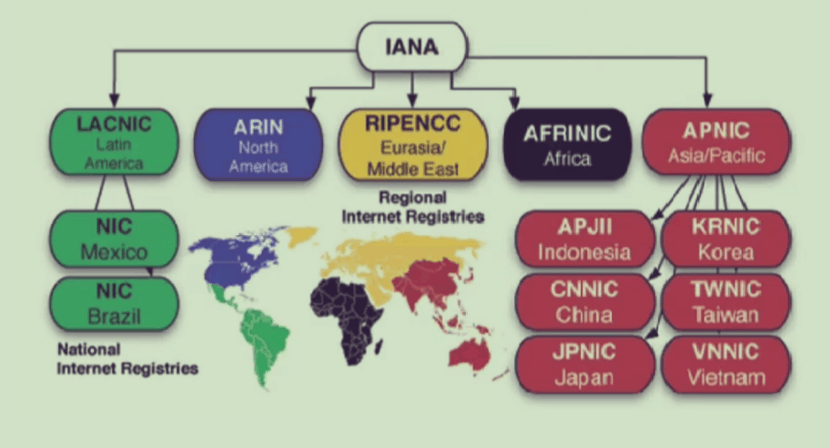 IANA
LACNIC
Latin
America
ARIN
North
America
RIPENCC
Eurasia/
Middle East
AFRINIC
Africa
APNIC
Asia/Pacific
Regional
Internet Registries
NIC
Mexico
NIC
Brazil
National
Internet Registries
APJII
Indonesia
KRNIC
Korea
CNNIC
China
TWNIC
Taiwan
JPNIC
Japan
VNNIC
Vietnam